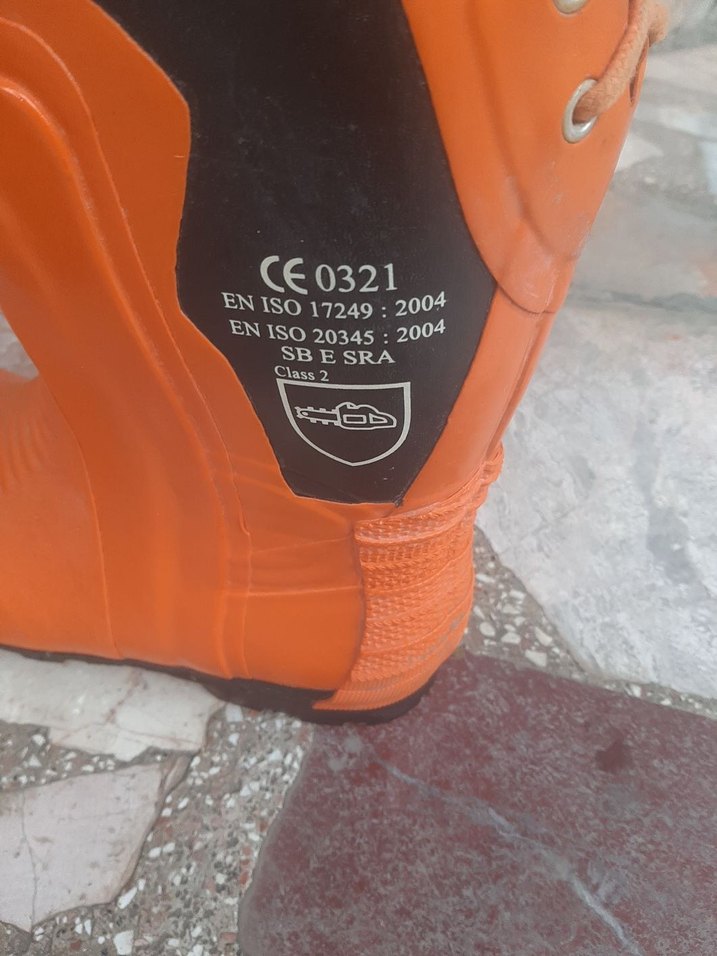 CE 0321
EN ISO 17249 : 2004
EN ISO 20345 : 2004
SB E SRA
Class 2